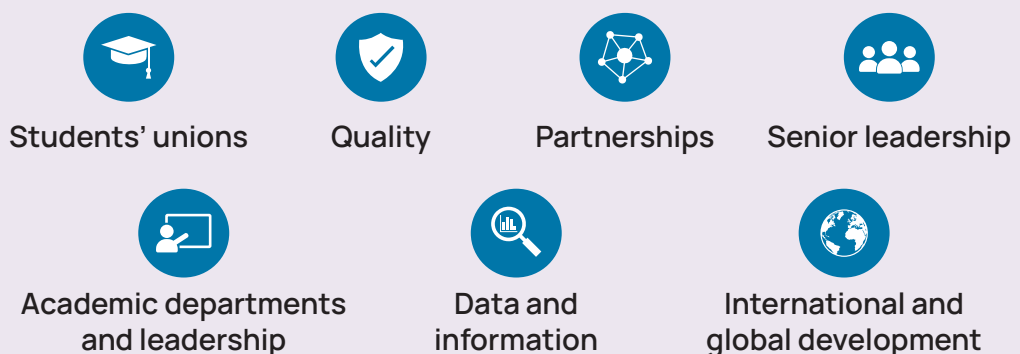 Students’ unions
Quality
Partnerships
Senior leadership
Academic departments
and leadership
Data and
information
International and
global development